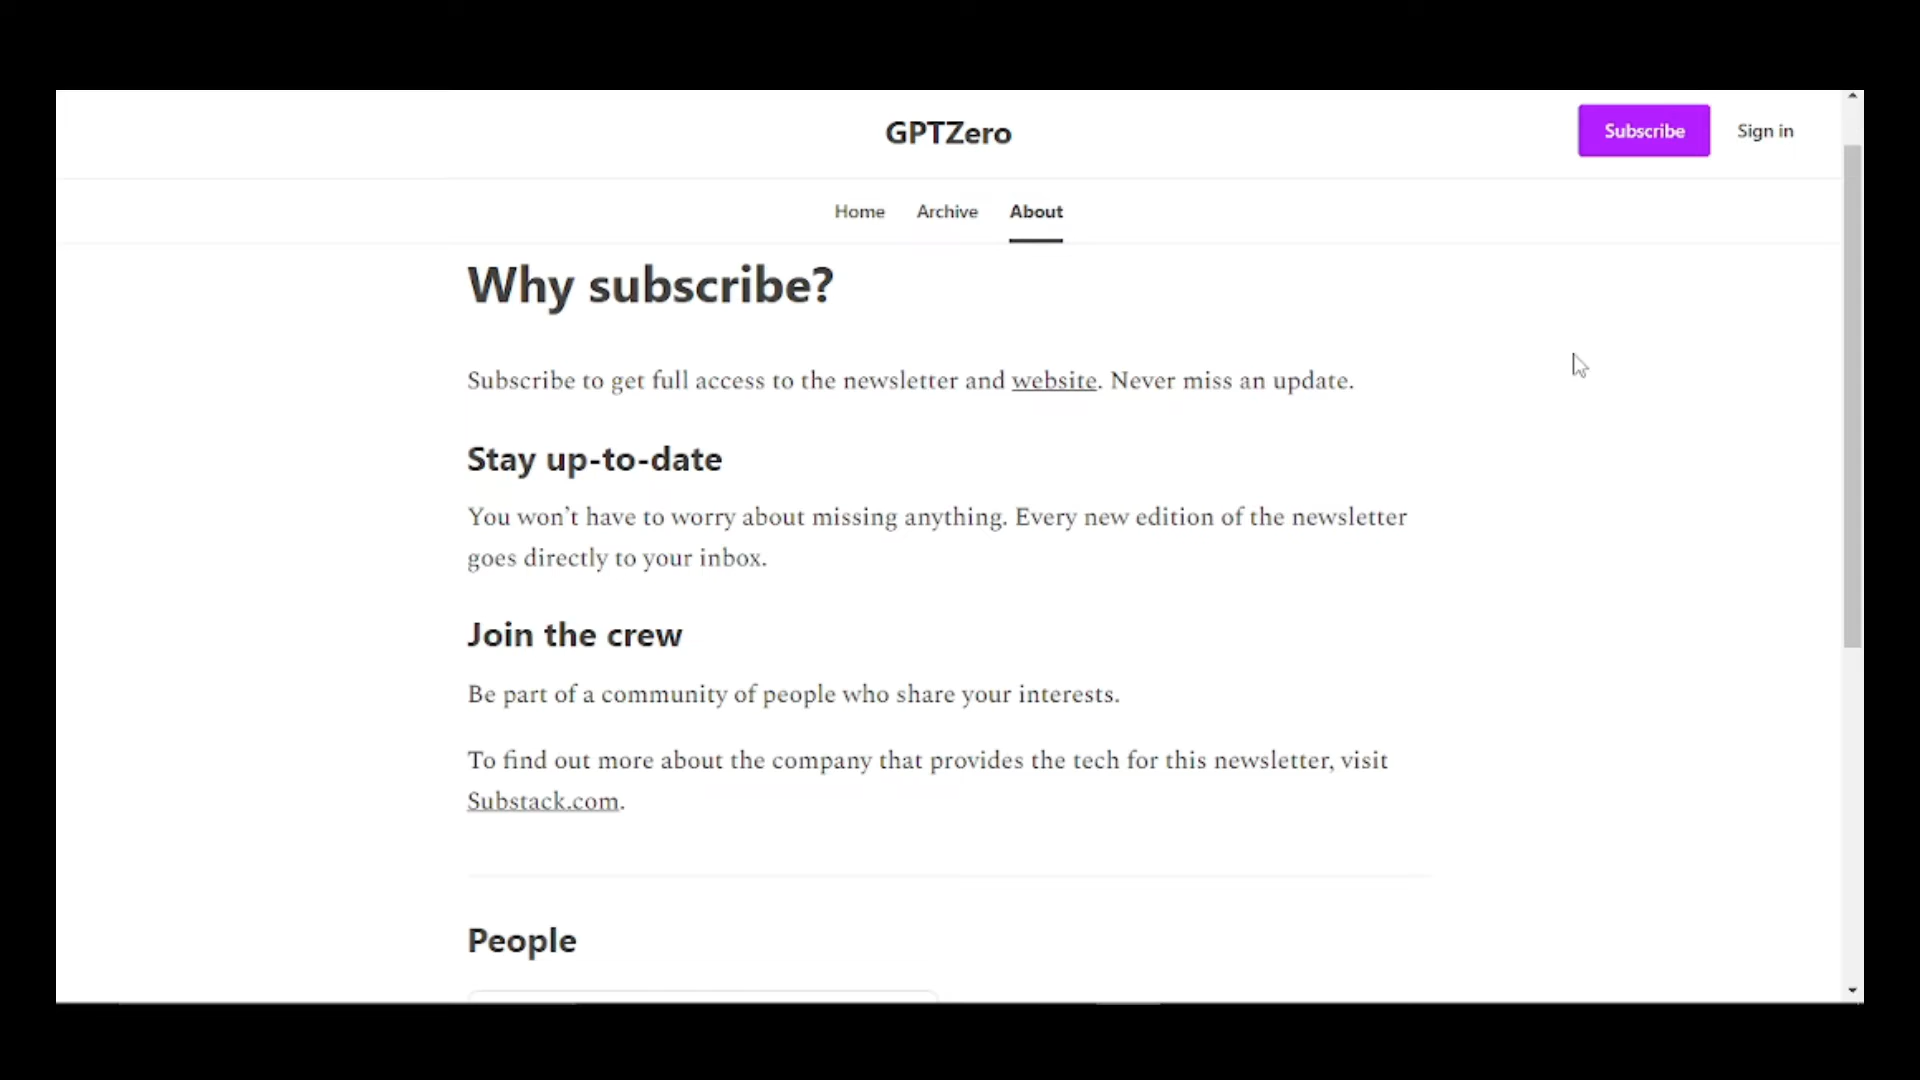 GPTZero
Subscribe
Sign in
Home
Archive
About
Why subscribe?
Subscribe to get full access to the newsletter and website. Never miss an update.
Stay up-to-date
You won’t have to worry about missing anything. Every new edition of the newsletter
goes directly to your inbox.
Join the crew
Be part of a community of people who share your interests.
To find out more about the company that provides the tech for this newsletter, visit
Substack.com.
People